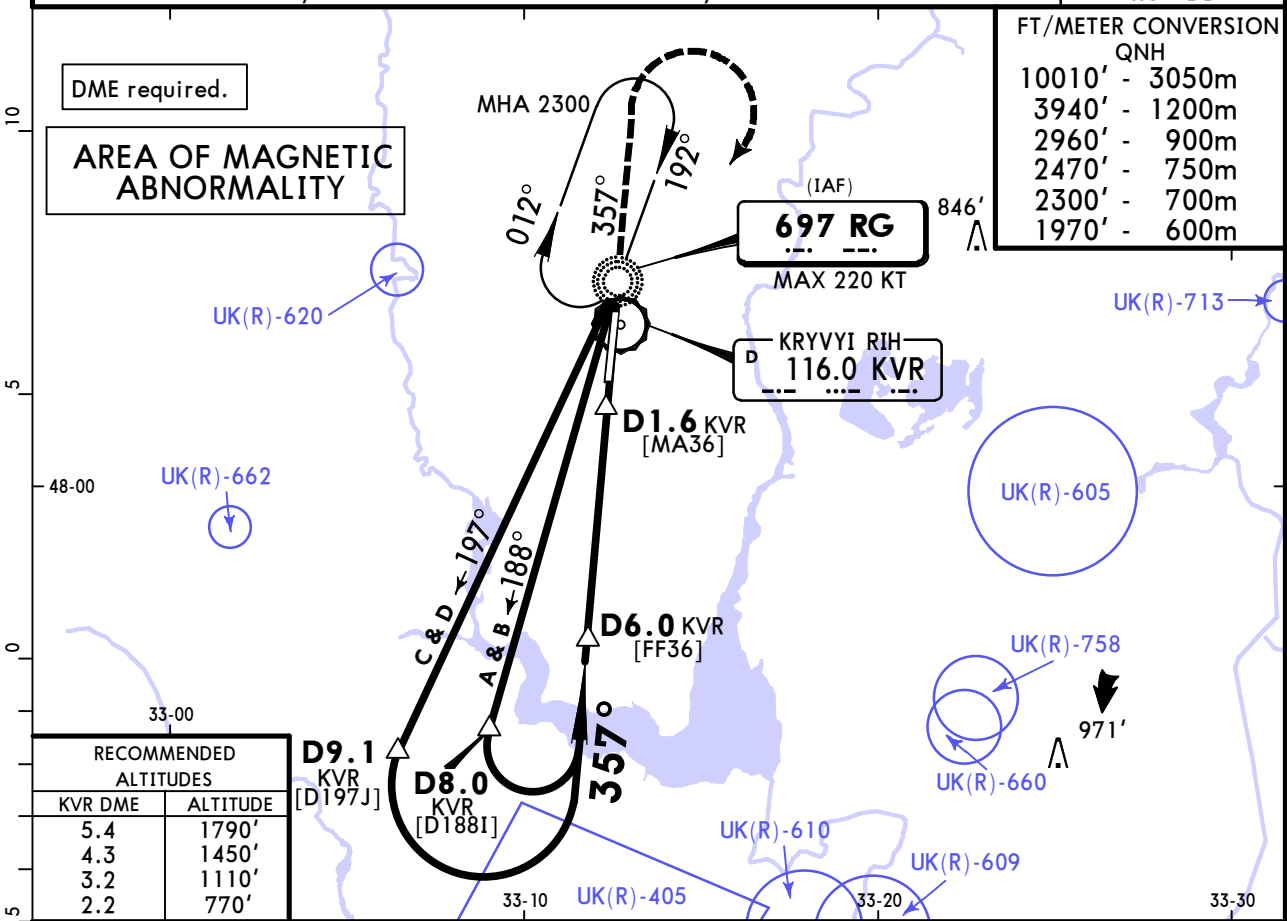 FT/METER CONVERSION
QNH
10010' - 3050m
3940' - 1200m
2960' - 900m
2470' - 750m
2300' - 700m
1970' - 600m
DME required.
MHA 2300
10
AREA OF MAGNETIC
ABNORMALITY
192°
012°
357°
(IAF)
697 RG
MAX 220 KT
846'
UK(R)-620
UK(R)-713
KRYVYI RIH
D 116.0 KVR
5
D1.6 KVR
[MA36]
UK(R)-662
48-00
UK(R)-605
C & D 197°
A & B 188°
D6.0 KVR
[FF36]
0
UK(R)-758
33-00
971'
357°
D9.1
KVR
[D197J]
D8.0
KVR
[D188I]
UK(R)-660
RECOMMENDED
ALTITUDES
KVR DME ALTITUDE
5.4 1790'
4.3 1450'
3.2 1110'
2.2 770'
UK(R)-610
UK(R)-609
UK(R)-405
5
33-10
33-20
33-30